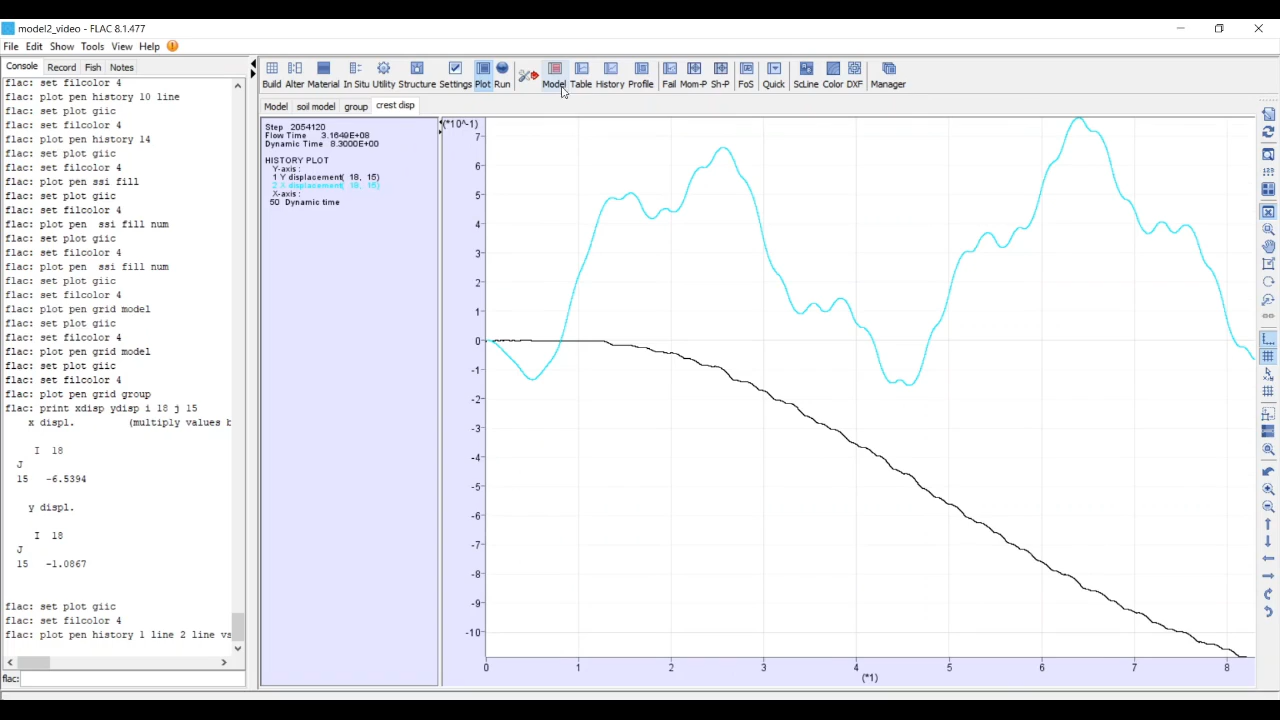 model2_video - FLAC 8.1.477
File Edit Show Tools View Help
Console Record Fish Notes
flac: set filcolor 4
flac: plot pen history 10 line
flac: set plot giic
flac: set filcolor 4
flac: plot pen history 14
flac: set plot giic
flac: set filcolor 4
flac: plot pen ssi fill
flac: set plot giic
flac: set filcolor 4
flac: plot pen ssi fill num
flac: set plot giic
flac: set filcolor 4
flac: plot pen ssi fill num
flac: set plot giic
flac: set filcolor 4
flac: plot pen grid model
flac: set plot giic
flac: set filcolor 4
flac: plot pen grid model
flac: set plot giic
flac: set filcolor 4
flac: plot pen grid group
flac: print xdisp ydisp i 18 j 15
x displ. (multiply values b
I 18
J
15 -6.5394
y displ.
I 18
J
15 -1.0867
flac: set plot giic
flac: set filcolor 4
flac: plot pen history 1 line 2 line vs
flac:
Build Alter Material In Situ Utility Structure Settings Plot Run Model Table History Profile Fail Mom-P Sh-P FoS Quick ScLine Color DXF Manager
Model soil model group crest disp
Step 2054120
Flow Time 3.1649E+08
Dynamic Time 8.3000E+00
HISTORY PLOT
Y-axis :
1 Y displacement( 18, 15)
2 X displacement( 18, 15)
X-axis :
50 Dynamic time
(*10^-1)
7
6
5
4
3
2
1
0
-1
-2
-3
-4
-5
-6
-7
-8
-9
-10
0 1 2 3 4 5 6 7 8
(*1)
123